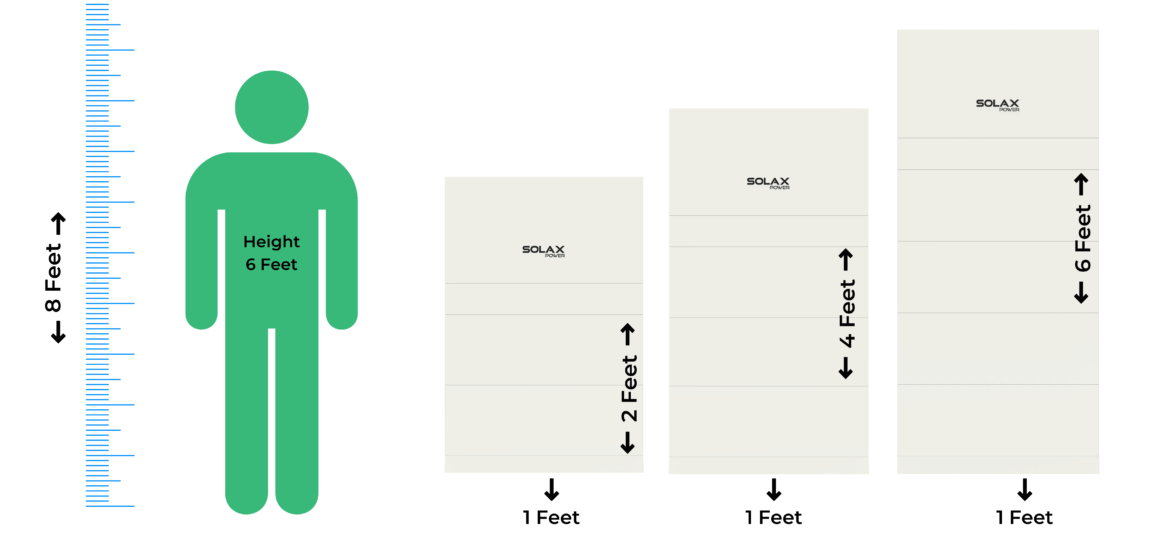 8 Feet
Height
6 Feet
SOLAX
POWER
2 Feet
1 Feet
SOLAX
POWER
4 Feet
1 Feet
SOLAX
POWER
6 Feet
1 Feet